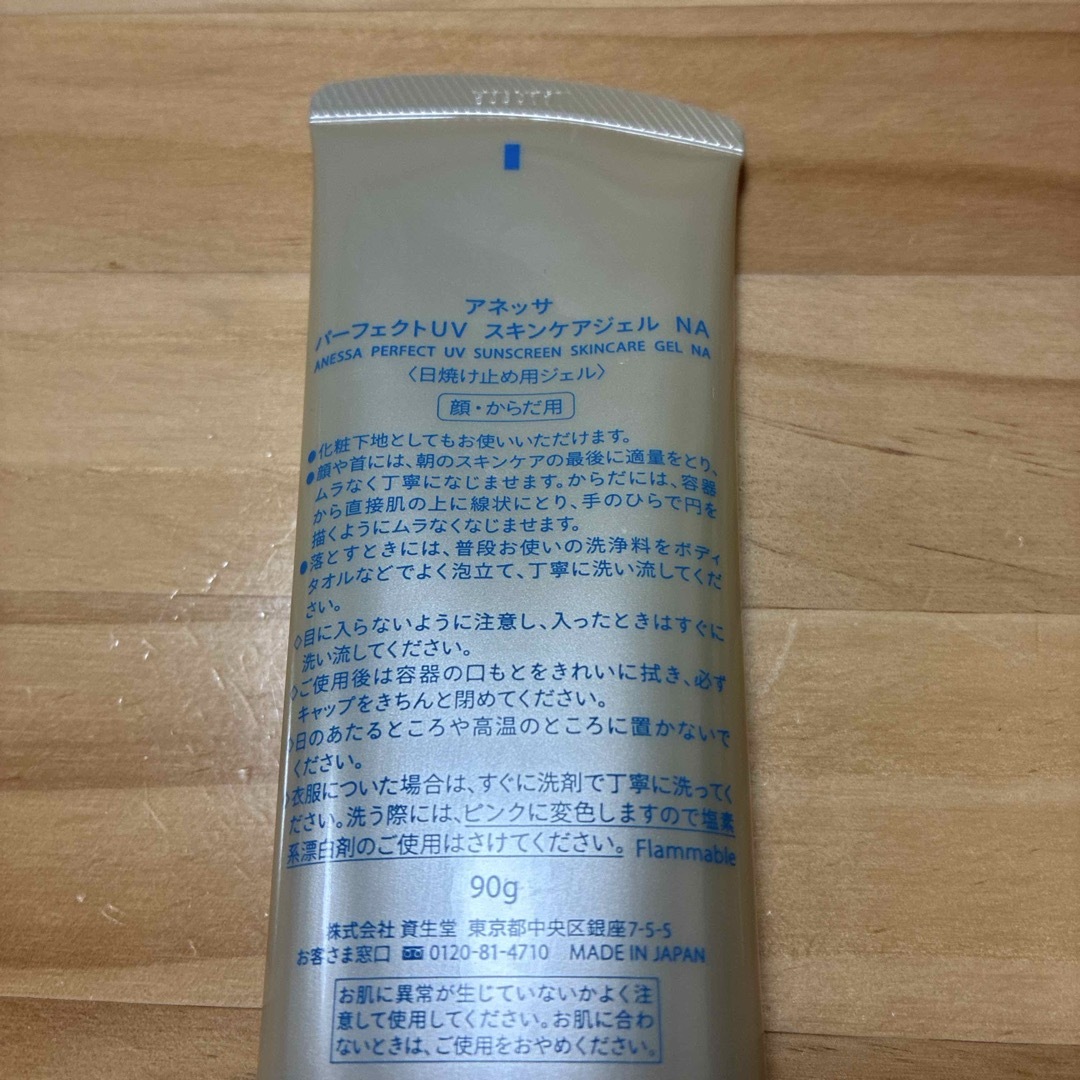 アネッサ
パーフェクトUV スキンケアジェル NA
ANESSA PERFECT UV SUNSCREEN SKINCARE GEL NA
〈日焼け止め用ジェル〉
顔・からだ用
●化粧下地としてもお使いいただけます。
●顔や首には、朝のスキンケアの最後に適量をとり、
ムラなく丁寧になじませます。からだには、容器
から直接肌の上に線状にとり、手のひらで円を
描くようにムラなくなじませます。
●落とすときには、普段お使いの洗浄料をボディ
タオルなどでよく泡立て、丁寧に洗い流してくだ
さい。
◇目に入らないように注意し、入ったときはすぐに
洗い流してください。
◇ご使用後は容器の口もとをきれいに拭き、必ず
キャップをきちんと閉めてください。
◇日のあたるところや高温のところに置かないで
ください。
◇衣服についた場合は、すぐに洗剤で丁寧に洗ってく
ださい。洗う際には、ピンクに変色しますので塩素
系漂白剤のご使用はさけてください。 Flammable
90g
株式会社 資生堂 東京都中央区銀座7-5-5
お客さま窓口 0120-81-4710 MADE IN JAPAN
お肌に異常が生じていないかよく注
意して使用してください。お肌に合わ
ないときは、ご使用をおやめください。